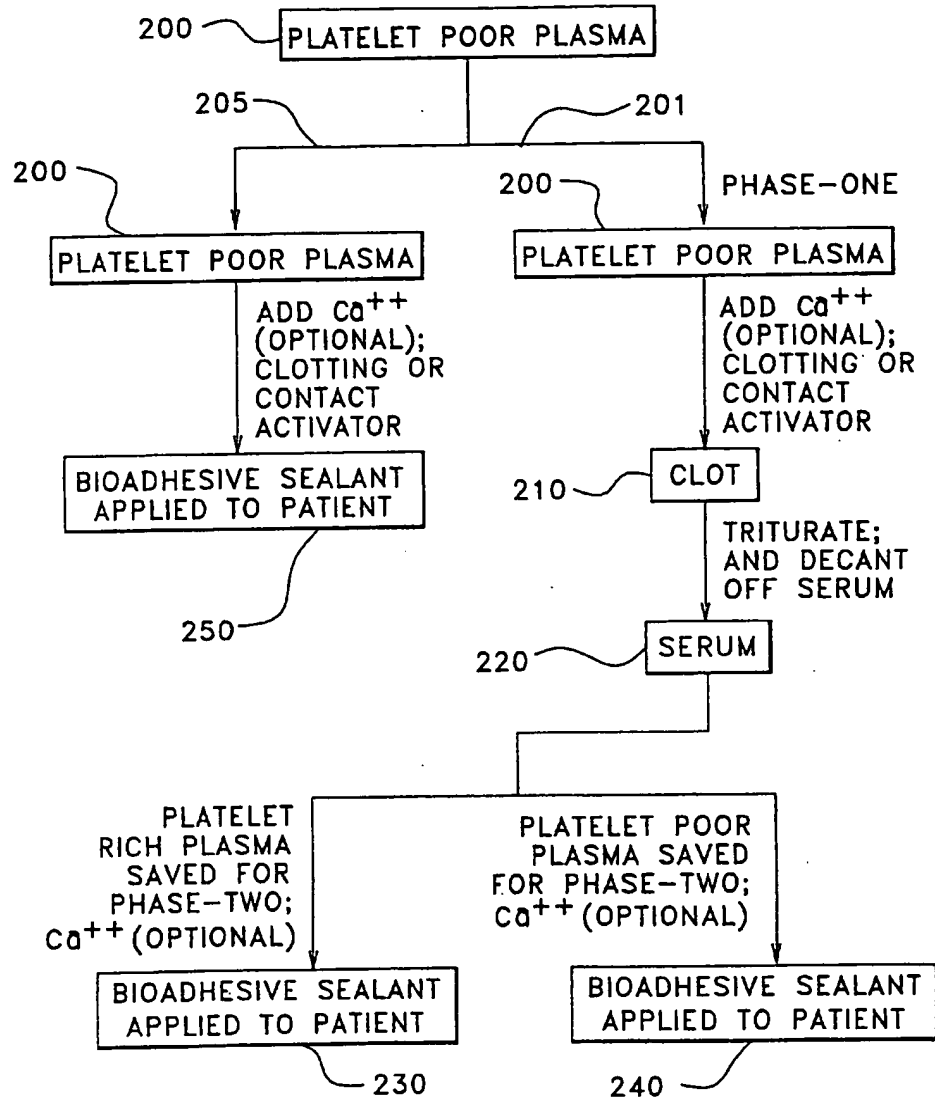 200
PLATELET POOR PLASMA
205
201
200
200
PHASE-ONE
PLATELET POOR PLASMA
PLATELET POOR PLASMA
ADD Ca++
(OPTIONAL);
CLOTTING OR
CONTACT
ACTIVATOR
ADD Ca++
(OPTIONAL);
CLOTTING OR
CONTACT
ACTIVATOR
BIOADHESIVE SEALANT
APPLIED TO PATIENT
250
210
CLOT
TRITURATE;
AND DECANT
OFF SERUM
220
SERUM
PLATELET
RICH PLASMA
SAVED FOR
PHASE-TWO;
Ca++ (OPTIONAL)
PLATELET POOR
PLASMA SAVED
FOR PHASE-TWO;
Ca++ (OPTIONAL)
BIOADHESIVE SEALANT
APPLIED TO PATIENT
230
BIOADHESIVE SEALANT
APPLIED TO PATIENT
240